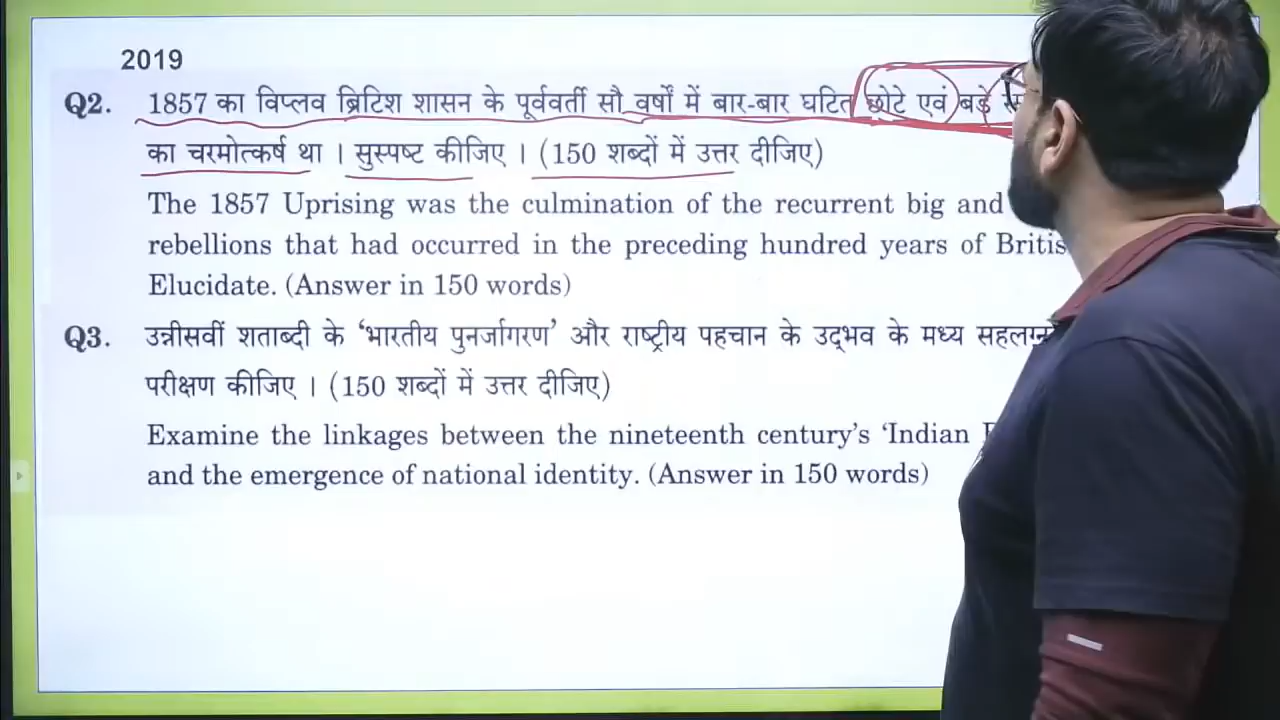 2019
Q2. 1857 का विप्लव ब्रिटिश शासन के पूर्ववर्ती सौ वर्षों में बार-बार घटित छोटे एवं बड़े
का चरमोत्कर्ष था । सुस्पष्ट कीजिए । (150 शब्दों में उत्तर दीजिए)
The 1857 Uprising was the culmination of the recurrent big and
rebellions that had occurred in the preceding hundred years of
Elucidate. (Answer in 150 words)
Q3. उन्नीसवीं शताब्दी के ‘भारतीय पुनर्जागरण’ और राष्ट्रीय पहचान के उद्भव के मध्य
परीक्षण कीजिए । (150 शब्दों में उत्तर दीजिए)
Examine the linkages between the nineteenth century’s ‘Indian
and the emergence of national identity. (Answer in 150 words)